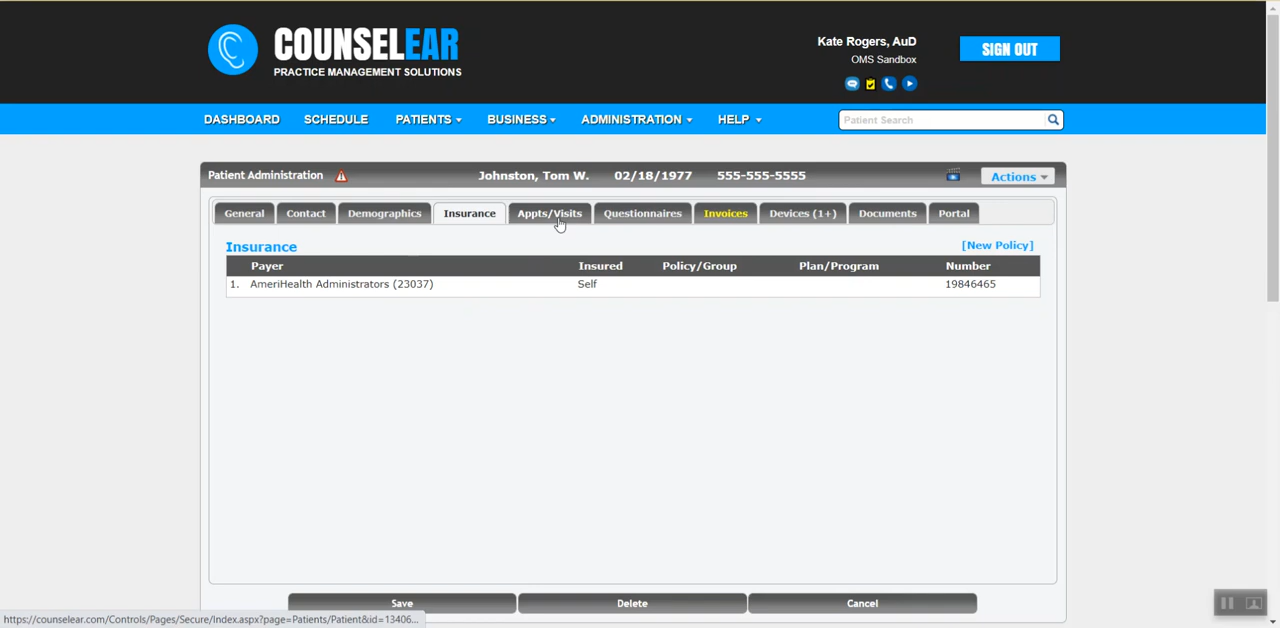 COUNSELEAR
PRACTICE MANAGEMENT SOLUTIONS
Kate Rogers, AuD
OMS Sandbox
SIGN OUT
DASHBOARD SCHEDULE PATIENTS BUSINESS ADMINISTRATION HELP Patient Search
Patient Administration Johnston, Tom W. 02/18/1977 555-555-5555 Actions
General Contact Demographics Insurance Appts/Visits Questionnaires Invoices Devices (1+) Documents Portal
Insurance [New Policy]
Payer Insured Policy/Group Plan/Program Number
1. AmeriHealth Administrators (23037) Self 19846465
Save Delete Cancel
https://counselear.com/Controls/Pages/Secure/Index.aspx?page=Patients/Patient&id=13406...